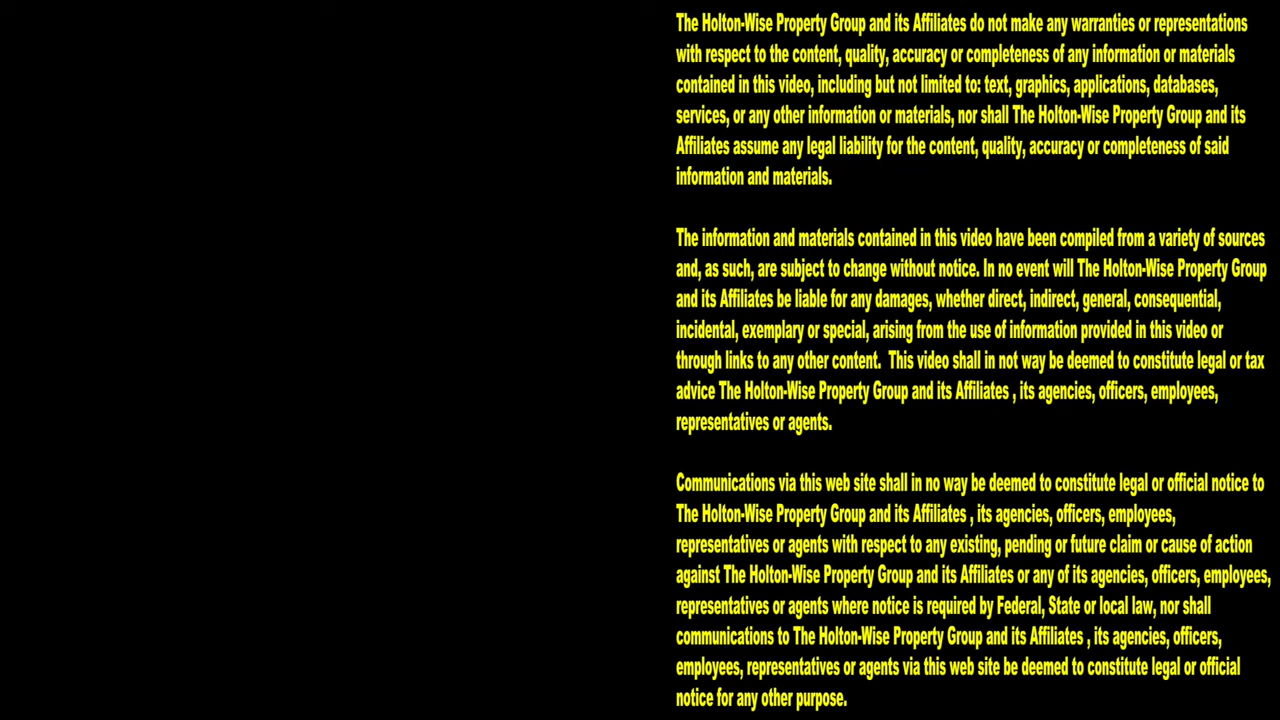 The Holton-Wise Property Group and its Affiliates do not make any warranties or representations
with respect to the content, quality, accuracy or completeness of any information or materials
contained in this video, including but not limited to: text, graphics, applications, databases,
services, or any other information or materials, nor shall The Holton-Wise Property Group and its
Affiliates assume any legal liability for the content, quality, accuracy or completeness of said
information and materials.
The information and materials contained in this video have been compiled from a variety of sources
and, as such, are subject to change without notice. In no event will The Holton-Wise Property Group
and its Affiliates be liable for any damages, whether direct, indirect, general, consequential,
incidental, exemplary or special, arising from the use of information provided in this video or
through links to any other content.  This video shall in not way be deemed to constitute legal or tax
advice The Holton-Wise Property Group and its Affiliates , its agencies, officers, employees,
representatives or agents.
Communications via this web site shall in no way be deemed to constitute legal or official notice to
The Holton-Wise Property Group and its Affiliates , its agencies, officers, employees,
representatives or agents with respect to any existing, pending or future claim or cause of action
against The Holton-Wise Property Group and its Affiliates or any of its agencies, officers, employees,
representatives or agents where notice is required by Federal, State or local law, nor shall
communications to The Holton-Wise Property Group and its Affiliates , its agencies, officers,
employees, representatives or agents via this web site be deemed to constitute legal or official
notice for any other purpose.